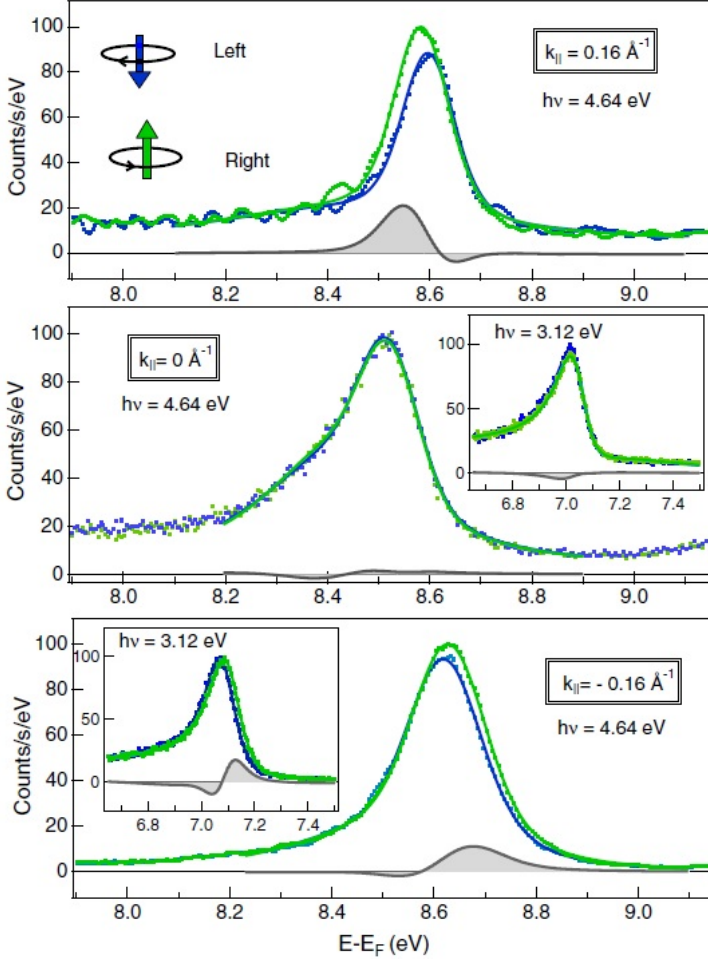 100
80
60
40
20
0
Counts/s/eV
Left
Right
k|| = 0.16 Å-1
hν = 4.64 eV
8.0 8.2 8.4 8.6 8.8 9.0
100
80
60
40
20
0
Counts/s/eV
k||= 0 Å-1
hν = 4.64 eV
hν = 3.12 eV
100
50
0
6.8 7.0 7.2 7.4
8.0 8.2 8.4 8.6 8.8 9.0
100
80
60
40
20
0
Counts/s/eV
hν = 3.12 eV
100
50
0
6.8 7.0 7.2 7.4
k||= - 0.16 Å-1
hν = 4.64 eV
8.0 8.2 8.4 8.6 8.8 9.0
E-EF (eV)